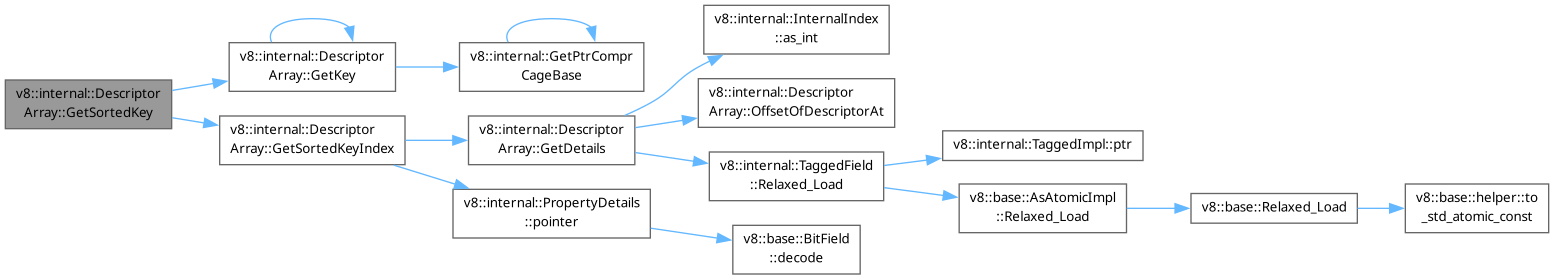 v8::internal::Descriptor
Array::GetSortedKey
v8::internal::Descriptor
Array::GetKey
v8::internal::GetPtrCompr
CageBase
v8::internal::Descriptor
Array::GetSortedKeyIndex
v8::internal::Descriptor
Array::GetDetails
v8::internal::InternalIndex
::as_int
v8::internal::Descriptor
Array::OffsetOfDescriptorAt
v8::internal::TaggedField
::Relaxed_Load
v8::internal::TaggedImpl::ptr
v8::base::AsAtomicImpl
::Relaxed_Load
v8::base::Relaxed_Load
v8::base::helper::to
_std_atomic_const
v8::internal::PropertyDetails
::pointer
v8::base::BitField
::decode